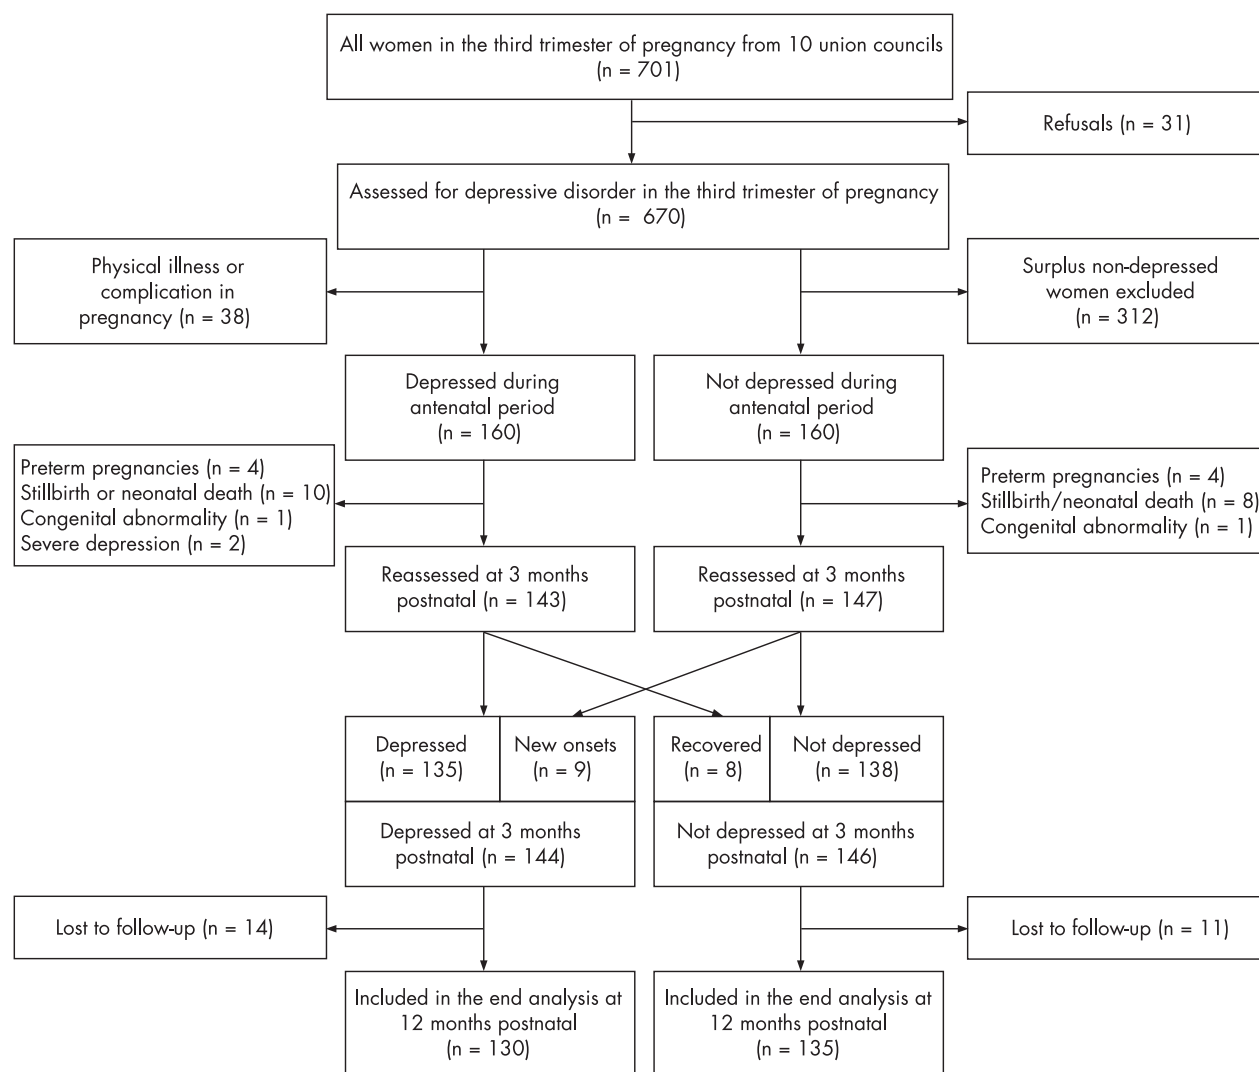 All women in the third trimester of pregnancy from 10 union councils
(n = 701)
Refusals (n = 31)
Assessed for depressive disorder in the third trimester of pregnancy
(n = 670)
Physical illness or
complication in
pregnancy (n = 38)
Surplus non-depressed
women excluded
(n = 312)
Depressed during
antenatal period
(n = 160)
Not depressed during
antenatal period
(n = 160)
Preterm pregnancies (n = 4)
Stillbirth or neonatal death (n = 10)
Congenital abnormality (n = 1)
Severe depression (n = 2)
Preterm pregnancies (n = 4)
Stillbirth/neonatal death (n = 8)
Congenital abnormality (n = 1)
Reassessed at 3 months
postnatal (n = 143)
Reassessed at 3 months
postnatal (n = 147)
Depressed
(n = 135)
New onsets
(n = 9)
Recovered
(n = 8)
Not depressed
(n = 138)
Depressed at 3 months
postnatal (n = 144)
Not depressed at 3 months
postnatal (n = 146)
Lost to follow-up (n = 14)
Lost to follow-up (n = 11)
Included in the end analysis at
12 months postnatal
(n = 130)
Included in the end analysis at
12 months postnatal
(n = 135)